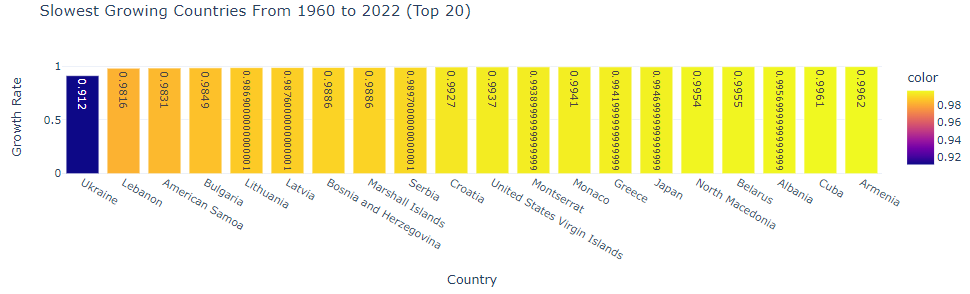 Slowest Growing Countries From 1960 to 2022 (Top 20)
Growth Rate
1
0.5
0
0.912
0.9816
0.9831
0.9849
0.9869000000000001
0.9876000000000001
0.9886
0.9886
0.9897000000000001
0.9927
0.9937
0.9938999999999999
0.9941
0.9941999999999999
0.9946999999999999
0.9954
0.9955
0.9956999999999999
0.9961
0.9962
Ukraine
Lebanon
American Samoa
Bulgaria
Lithuania
Latvia
Bosnia and Herzegovina
Marshall Islands
Serbia
Croatia
United States Virgin Islands
Montserrat
Monaco
Greece
Japan
North Macedonia
Belarus
Albania
Cuba
Armenia
Country
color
0.98
0.96
0.94
0.92